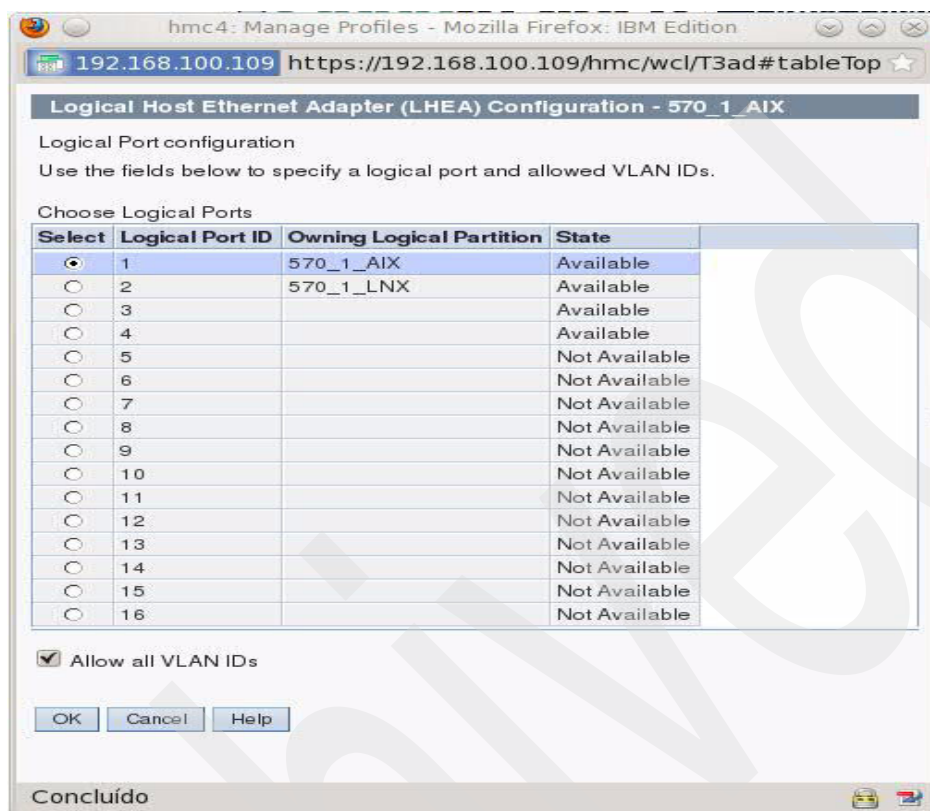 hmc4: Manage Profiles - Mozilla Firefox: IBM Edition
192.168.100.109 https://192.168.100.109/hmc/wcl/T3ad#tableTop
Logical Host Ethernet Adapter (LHEA) Configuration - 570_1_AIX
Logical Port configuration
Use the fields below to specify a logical port and allowed VLAN IDs.
Choose Logical Ports
Select Logical Port ID Owning Logical Partition State
1 570_1_AIX Available
2 570_1_LNX Available
3 Available
4 Available
5 Not Available
6 Not Available
7 Not Available
8 Not Available
9 Not Available
10 Not Available
11 Not Available
12 Not Available
13 Not Available
14 Not Available
15 Not Available
16 Not Available
Allow all VLAN IDs
OK Cancel Help
Concluído